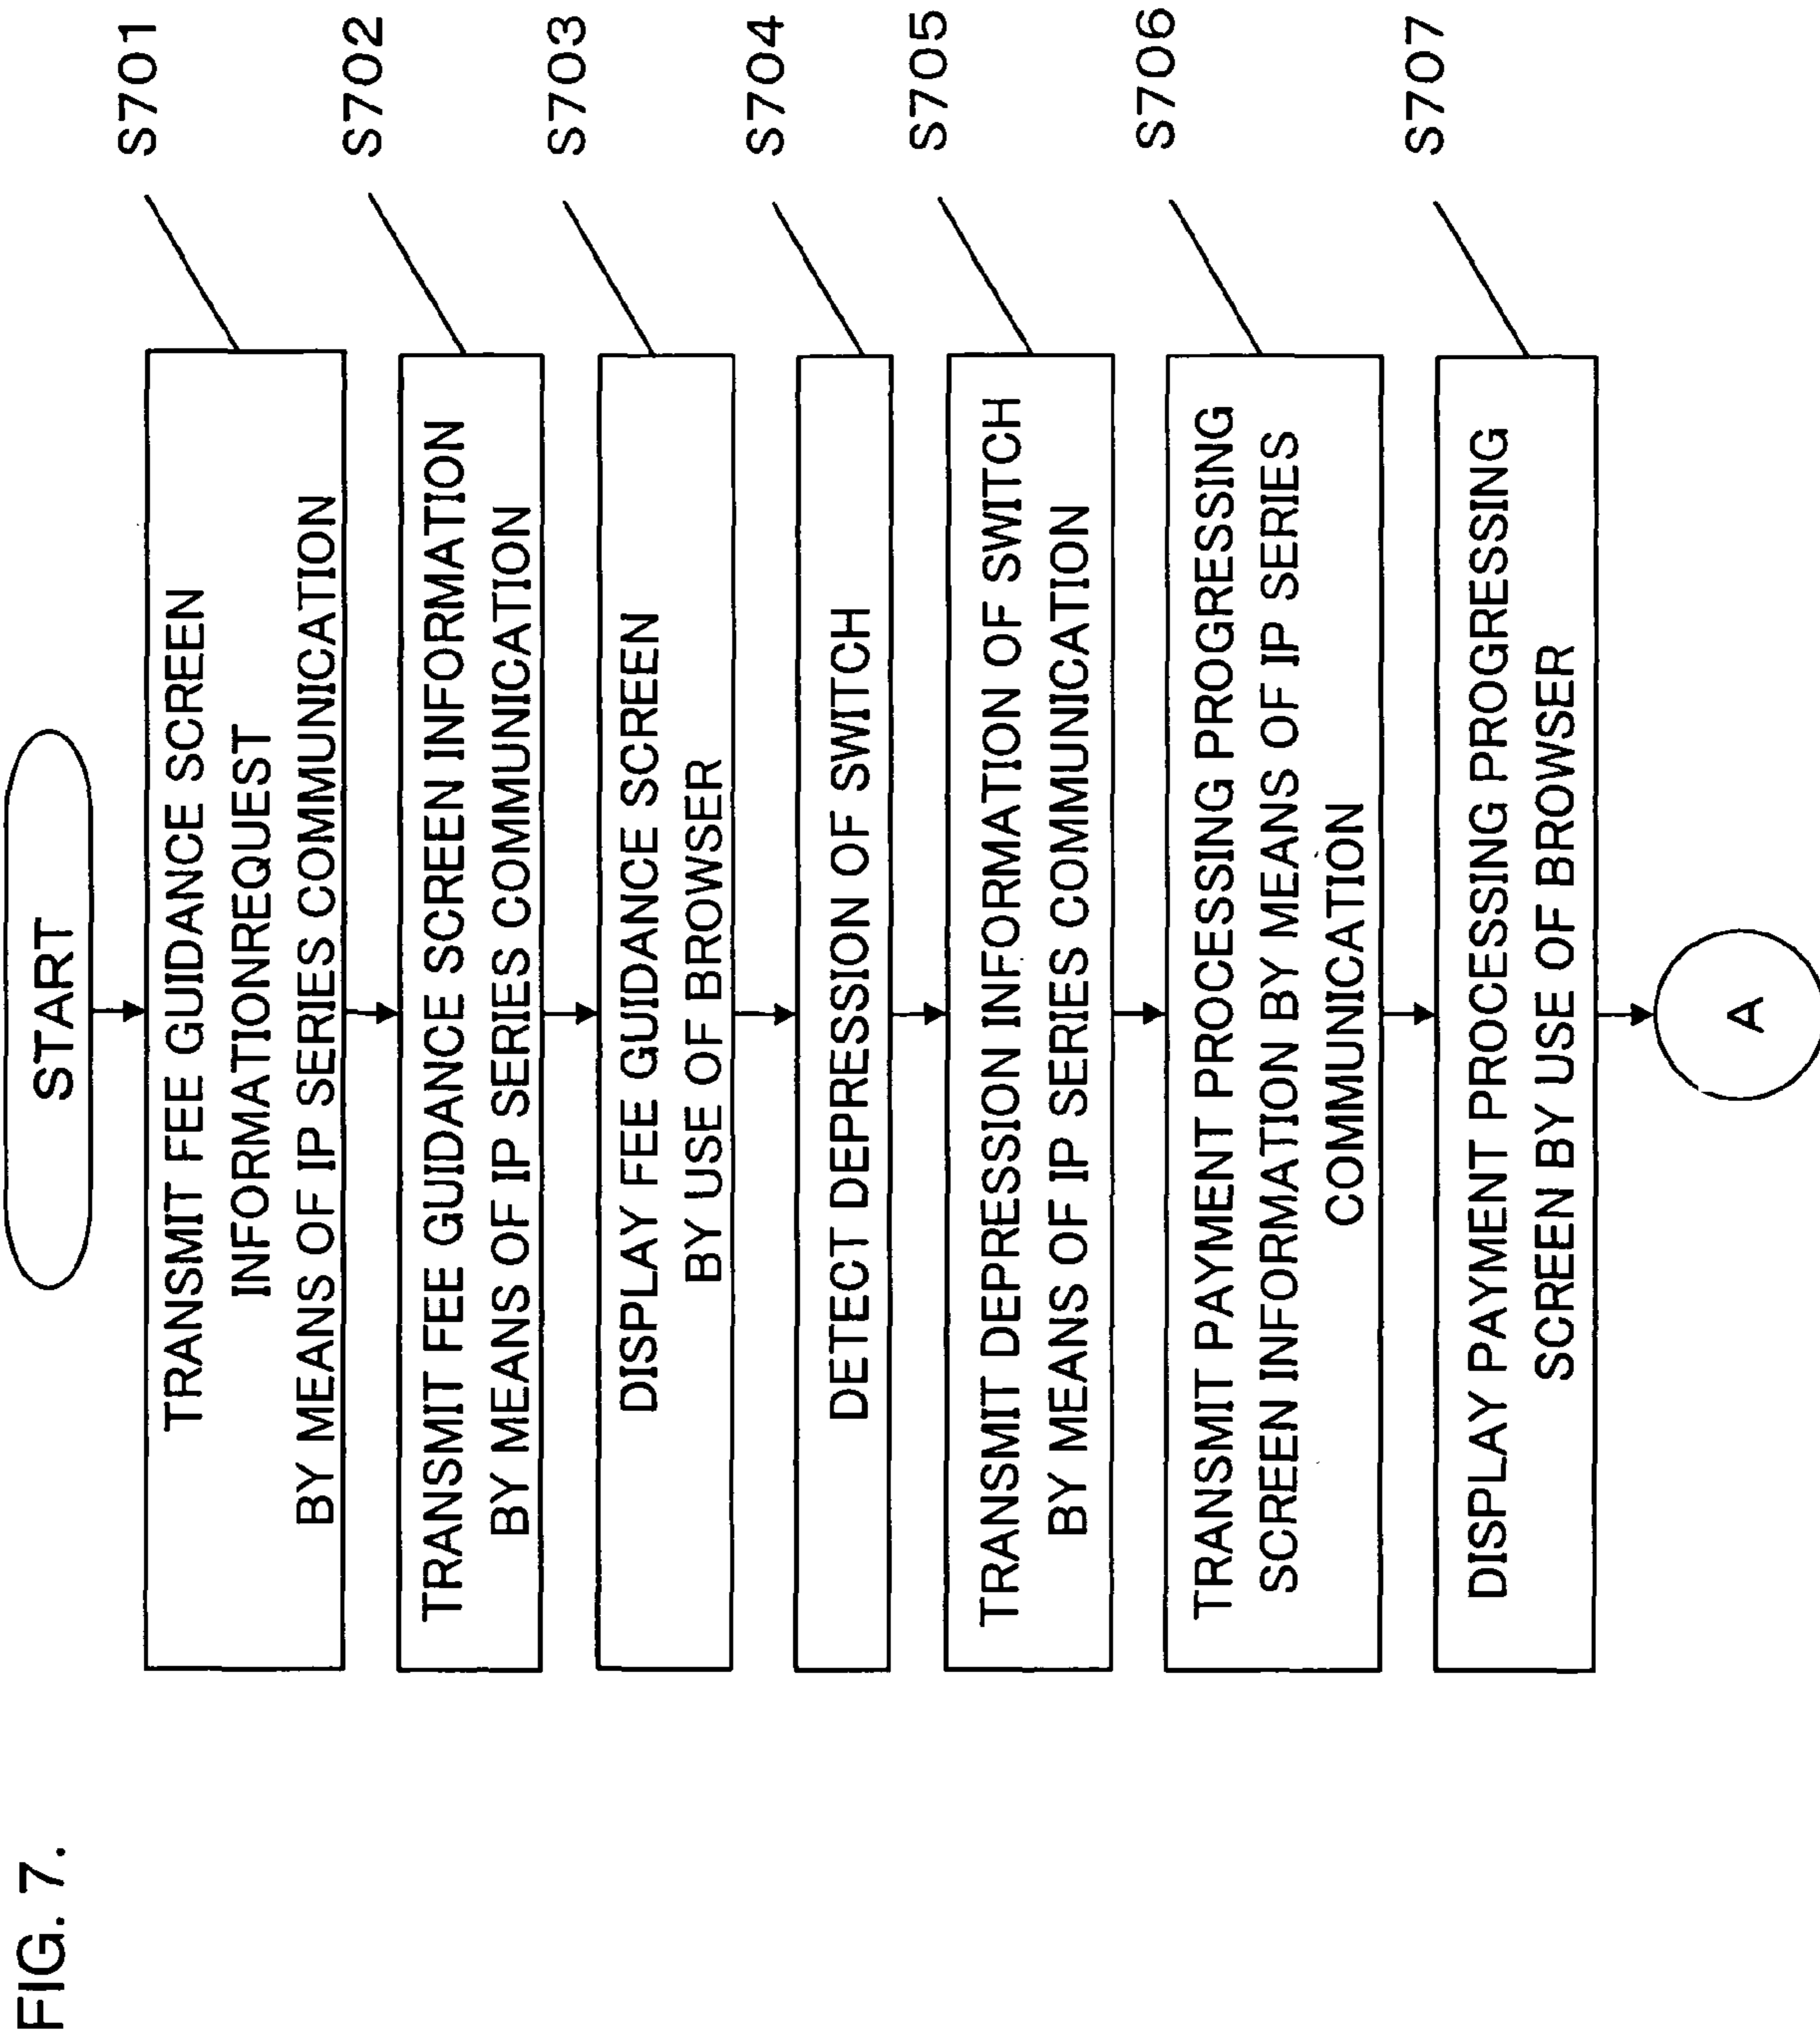 FIG. 7.
START
TRANSMIT FEE GUIDANCE SCREEN
INFORMATIONREQUEST
BY MEANS OF IP SERIES COMMUNICATION
S701
TRANSMIT FEE GUIDANCE SCREEN INFORMATION
BY MEANS OF IP SERIES COMMUNICATION
S702
DISPLAY FEE GUIDANCE SCREEN
BY USE OF BROWSER
S703
DETECT DEPRESSION OF SWITCH
S704
TRANSMIT DEPRESSION INFORMATION OF SWITCH
BY MEANS OF IP SERIES COMMUNICATION
S705
TRANSMIT PAYMENT PROCESSING PROGRESSING
SCREEN INFORMATION BY MEANS OF IP SERIES
COMMUNICATION
S706
DISPLAY PAYMENT PROCESSING PROGRESSING
SCREEN BY USE OF BROWSER
S707
A